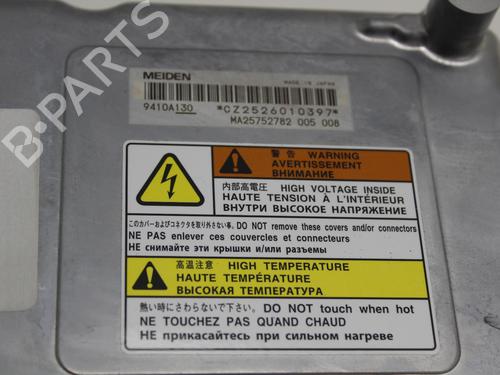 MEIDEN
MADE IN JAPAN
9410A130 *CZ2526010397*
MA25752782 005 008
B-PARTS
警告 WARNING
AVERTISSEMENT
ВНИМАНИЕ
内部高電圧 HIGH VOLTAGE INSIDE
HAUTE TENSION À L'INTÉRIEUR
ВНУТРИ ВЫСОКОЕ НАПРЯЖЕНИЕ
このカバーおよびコネクタを取り外さない事. DO NOT remove these covers and/or connectors
NE PAS enlever ces couvercles et connecteurs
НЕ снимайте эти крышки и/или разъемы
高温注意 HIGH TEMPERATURE
HAUTE TEMPÉRATURE
ВЫСОКАЯ ТЕМПЕРАТУРА
熱い時にさわらないで下さい。 DO NOT touch when hot
NE TOUCHEZ PAS QUAND CHAUD
НЕ прикасайтесь при сильном нагреве